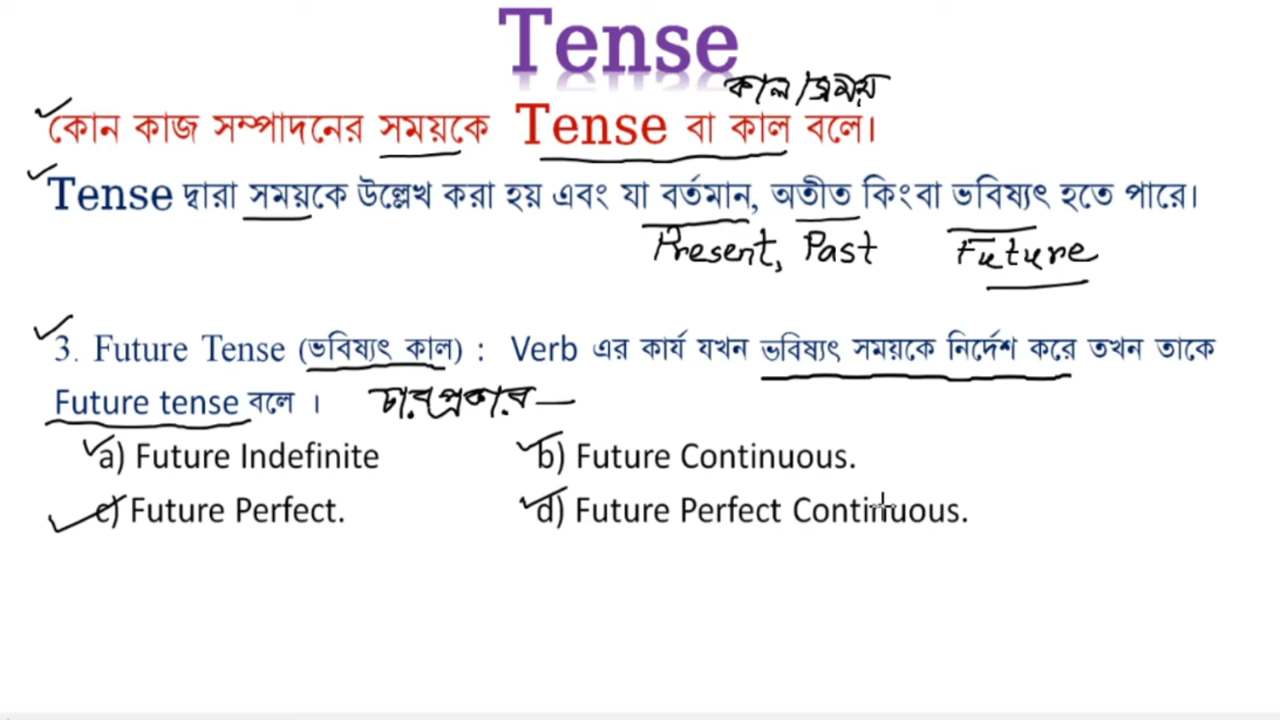 Tense
কাল/সময়
কোন কাজ সম্পাদনের সময়কে Tense বা কাল বলে।
Tense দ্বারা সময়কে উল্লেখ করা হয় এবং যা বর্তমান, অতীত কিংবা ভবিষ্যৎ হতে পারে।
Present, Past Future
3. Future Tense (ভবিষ্যৎ কাল) : Verb এর কার্য যখন ভবিষ্যৎ সময়কে নির্দেশ করে তখন তাকে
Future tense বলে । চারপ্রকার —
a) Future Indefinite b) Future Continuous.
c) Future Perfect. d) Future Perfect Continuous.